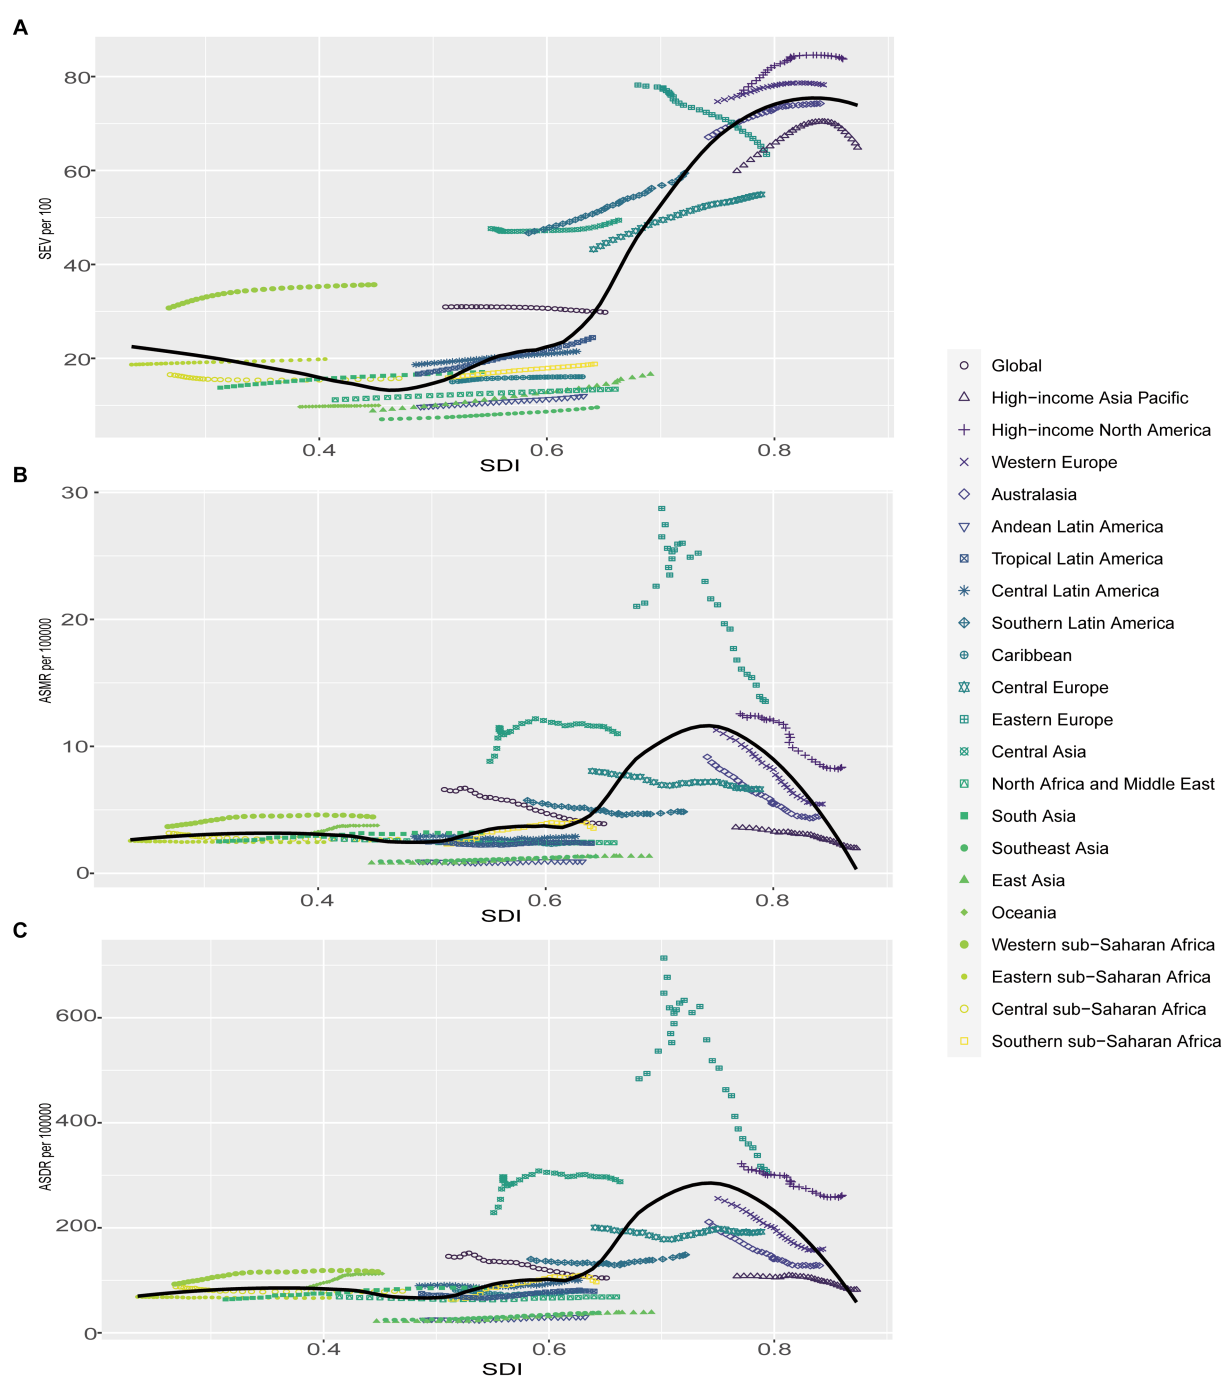 A
80
60
40
20
SEV per 100
0.4
0.6
0.8
SDI
B
30
20
10
0
ASMR per 100000
0.4
0.6
0.8
SDI
C
600
400
200
0
ASDR per 100000
0.4
0.6
0.8
SDI
Global
High−income Asia Pacific
High−income North America
Western Europe
Australasia
Andean Latin America
Tropical Latin America
Central Latin America
Southern Latin America
Caribbean
Central Europe
Eastern Europe
Central Asia
North Africa and Middle East
South Asia
Southeast Asia
East Asia
Oceania
Western sub−Saharan Africa
Eastern sub−Saharan Africa
Central sub−Saharan Africa
Southern sub−Saharan Africa